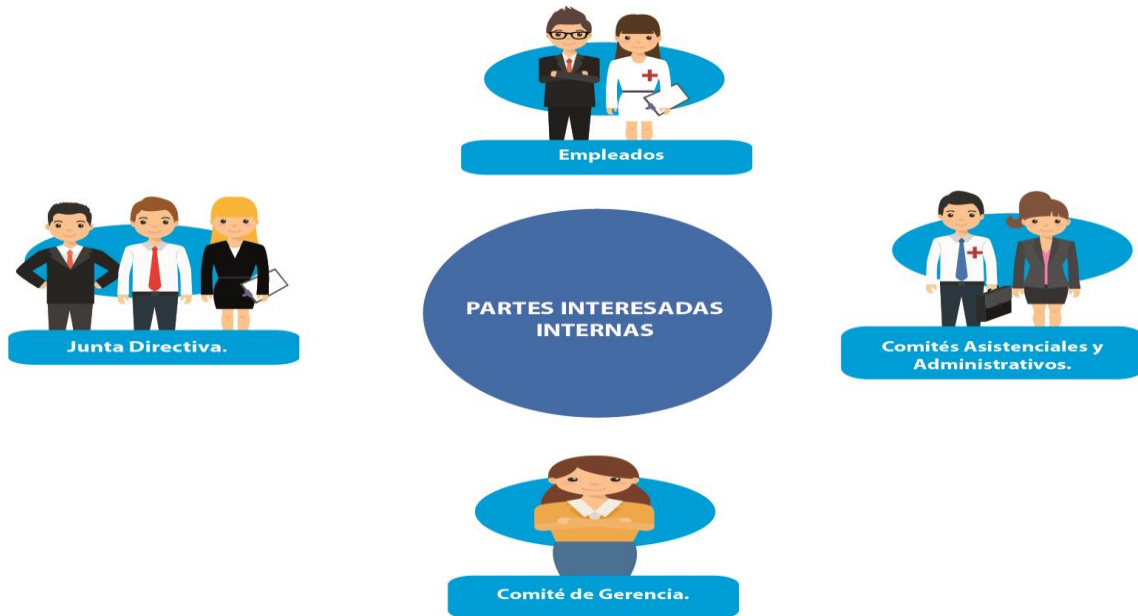 Empleados
PARTES INTERESADAS
INTERNAS
Junta Directiva.
Comités Asistenciales y
Administrativos.
Comité de Gerencia.